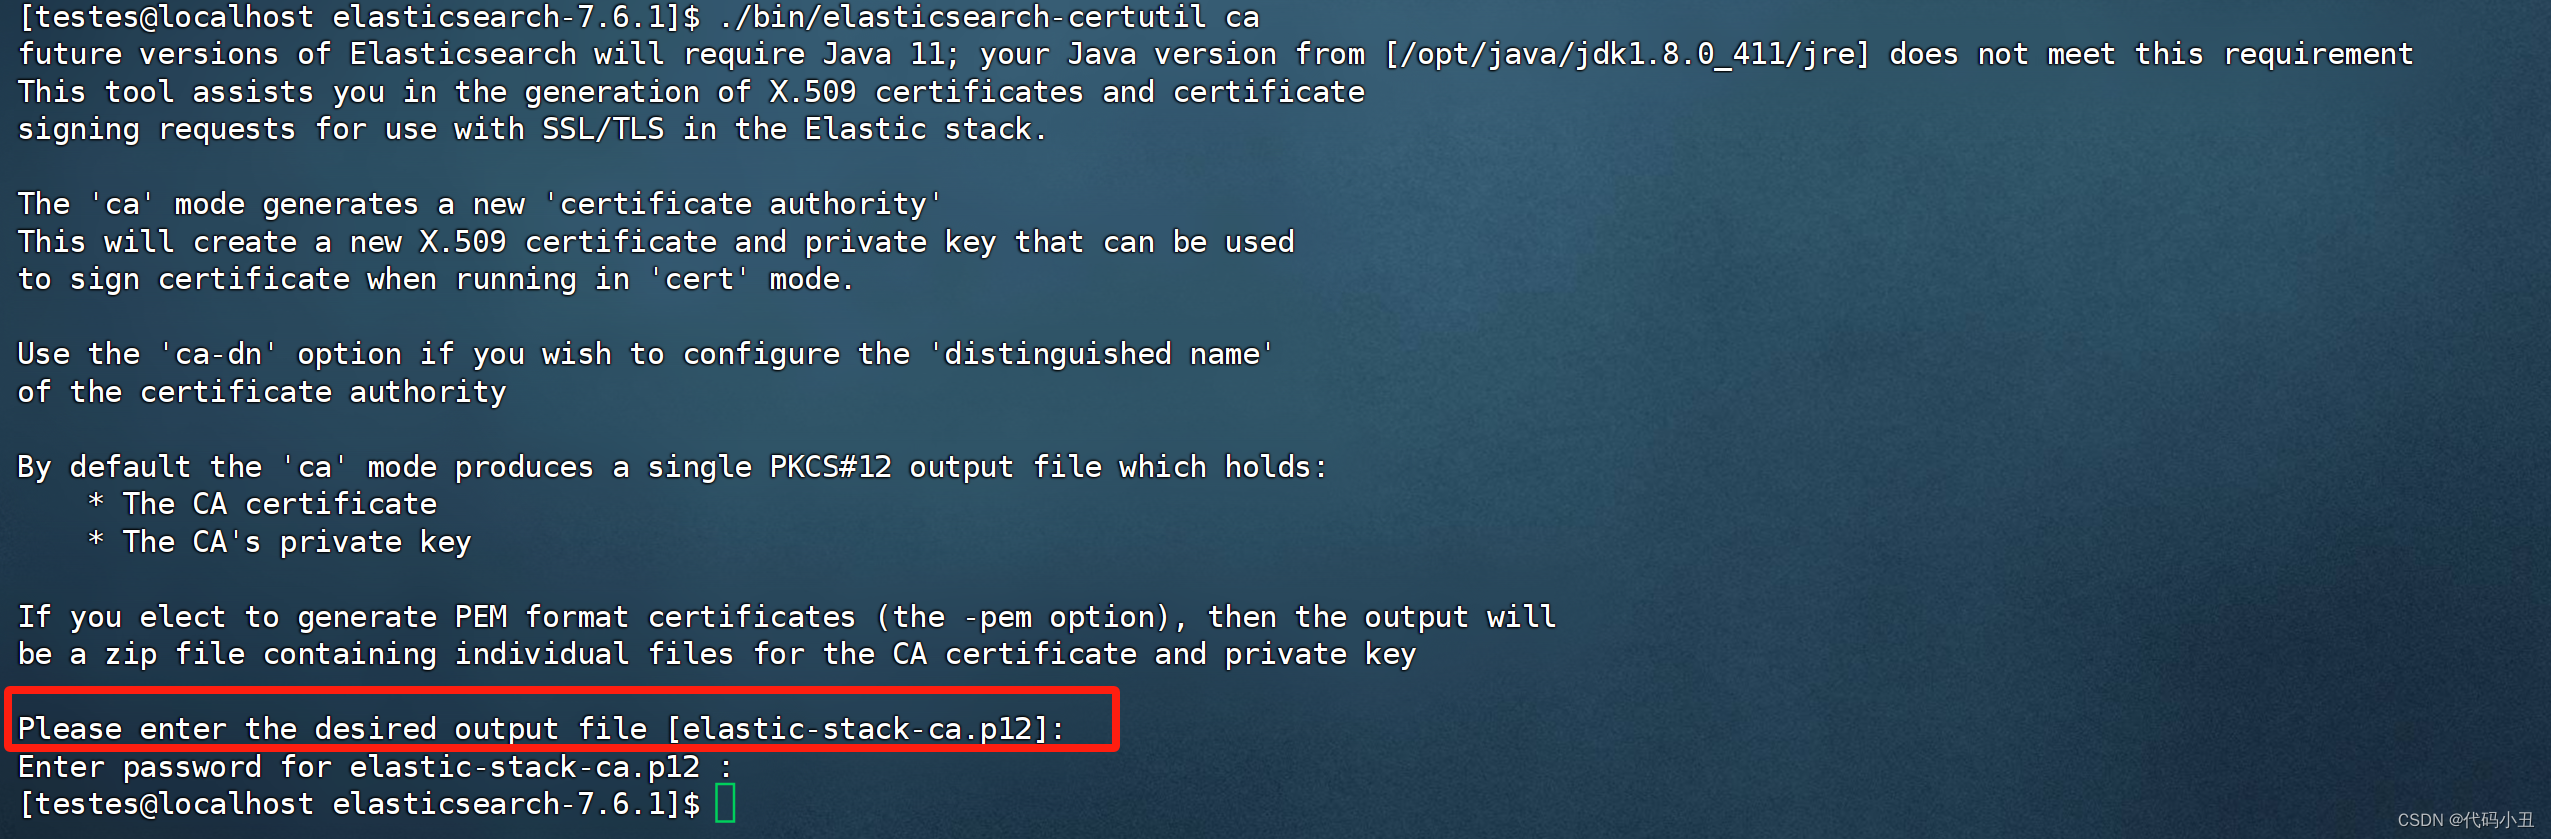 [testes@localhost elasticsearch-7.6.1]$ ./bin/elasticsearch-certutil ca
future versions of Elasticsearch will require Java 11; your Java version from [/opt/java/jdk1.8.0_411/jre] does not meet this requirement
This tool assists you in the generation of X.509 certificates and certificate
signing requests for use with SSL/TLS in the Elastic stack.
The 'ca' mode generates a new 'certificate authority'
This will create a new X.509 certificate and private key that can be used
to sign certificate when running in 'cert' mode.
Use the 'ca-dn' option if you wish to configure the 'distinguished name'
of the certificate authority
By default the 'ca' mode produces a single PKCS#12 output file which holds:
* The CA certificate
* The CA's private key
If you elect to generate PEM format certificates (the -pem option), then the output will
be a zip file containing individual files for the CA certificate and private key
Please enter the desired output file [elastic-stack-ca.p12]:
Enter password for elastic-stack-ca.p12 :
[testes@localhost elasticsearch-7.6.1]$
CSDN @代码小丑